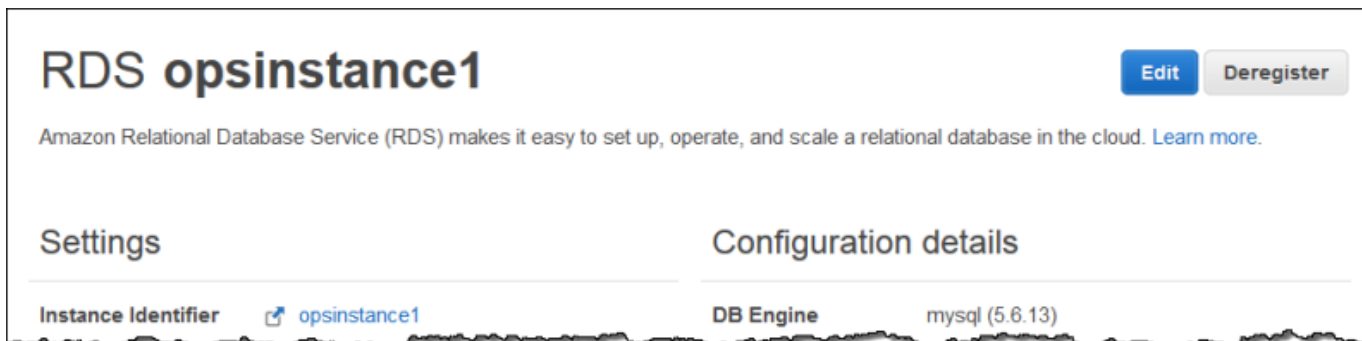 RDS opsinstance1
Edit
Deregister
Amazon Relational Database Service (RDS) makes it easy to set up, operate, and scale a relational database in the cloud. Learn more.
Settings
Configuration details
Instance Identifier opsinstance1
DB Engine mysql (5.6.13)